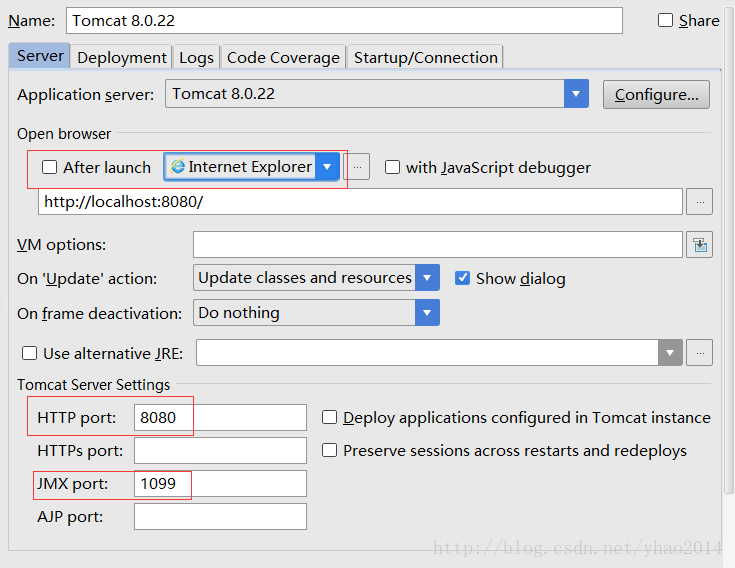 Name: Tomcat 8.0.22 Share
Server Deployment Logs Code Coverage Startup/Connection
Application server: Tomcat 8.0.22 Configure...
Open browser
After launch Internet Explorer ... with JavaScript debugger
http://localhost:8080/ ...
VM options:
On 'Update' action: Update classes and resources Show dialog
On frame deactivation: Do nothing
Use alternative JRE: ...
Tomcat Server Settings
HTTP port: 8080 Deploy applications configured in Tomcat instance
HTTPs port: Preserve sessions across restarts and redeploys
JMX port: 1099
AJP port:
http://blog.csdn.net/yhao2014